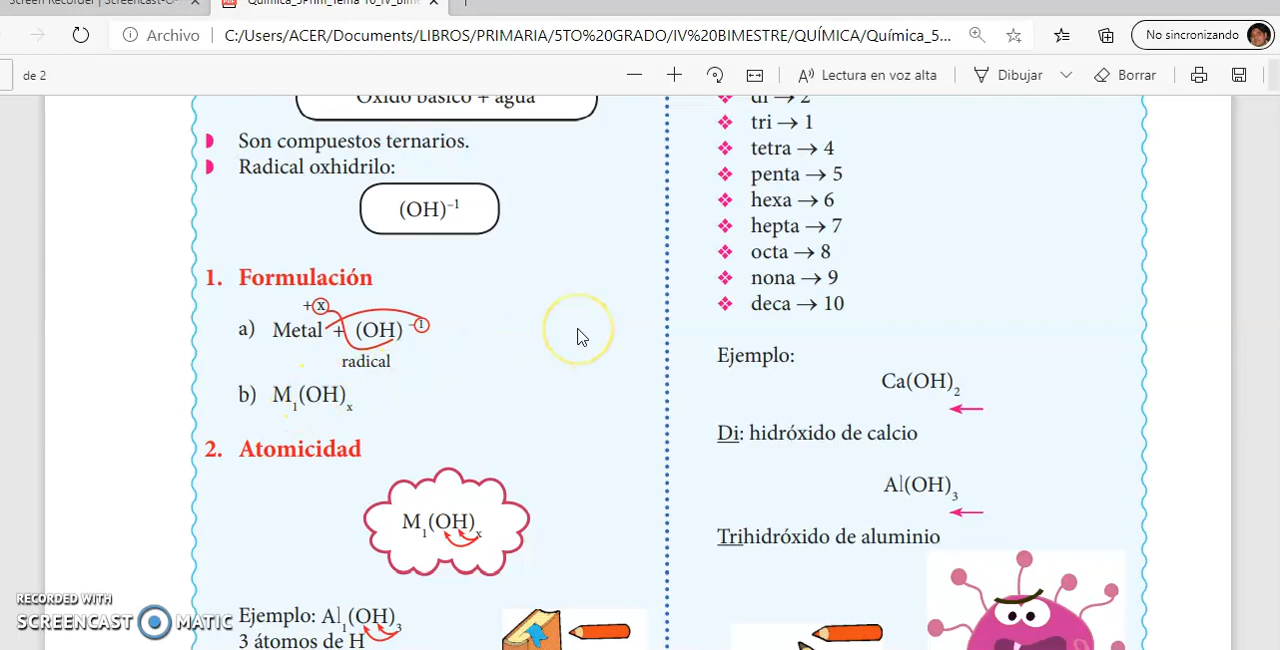 Screen Recorder | Screencast-O-
Química_5Prim_Tema 10_IV_Bime
Archivo
C:/Users/ACER/Documents/LIBROS/PRIMARIA/5TO%20GRADO/IV%20BIMESTRE/QUÍMICA/Química_5...
No sincronizando
de 2
Lectura en voz alta
Dibujar
Borrar
Óxido básico + agua
Son compuestos ternarios.
Radical oxhidrilo:
(OH)⁻¹
1. Formulación
+x
a) Metal + (OH) ⁻¹
radical
b) M₁(OH)ₓ
2. Atomicidad
M₁(OH)ₓ
Ejemplo: Al₁(OH)₃
3 átomos de H
di → 2
tri → 1
tetra → 4
penta → 5
hexa → 6
hepta → 7
octa → 8
nona → 9
deca → 10
Ejemplo:
Ca(OH)₂
Di: hidróxido de calcio
Al(OH)₃
Trihidróxido de aluminio
RECORDED WITH
SCREENCAST MATIC